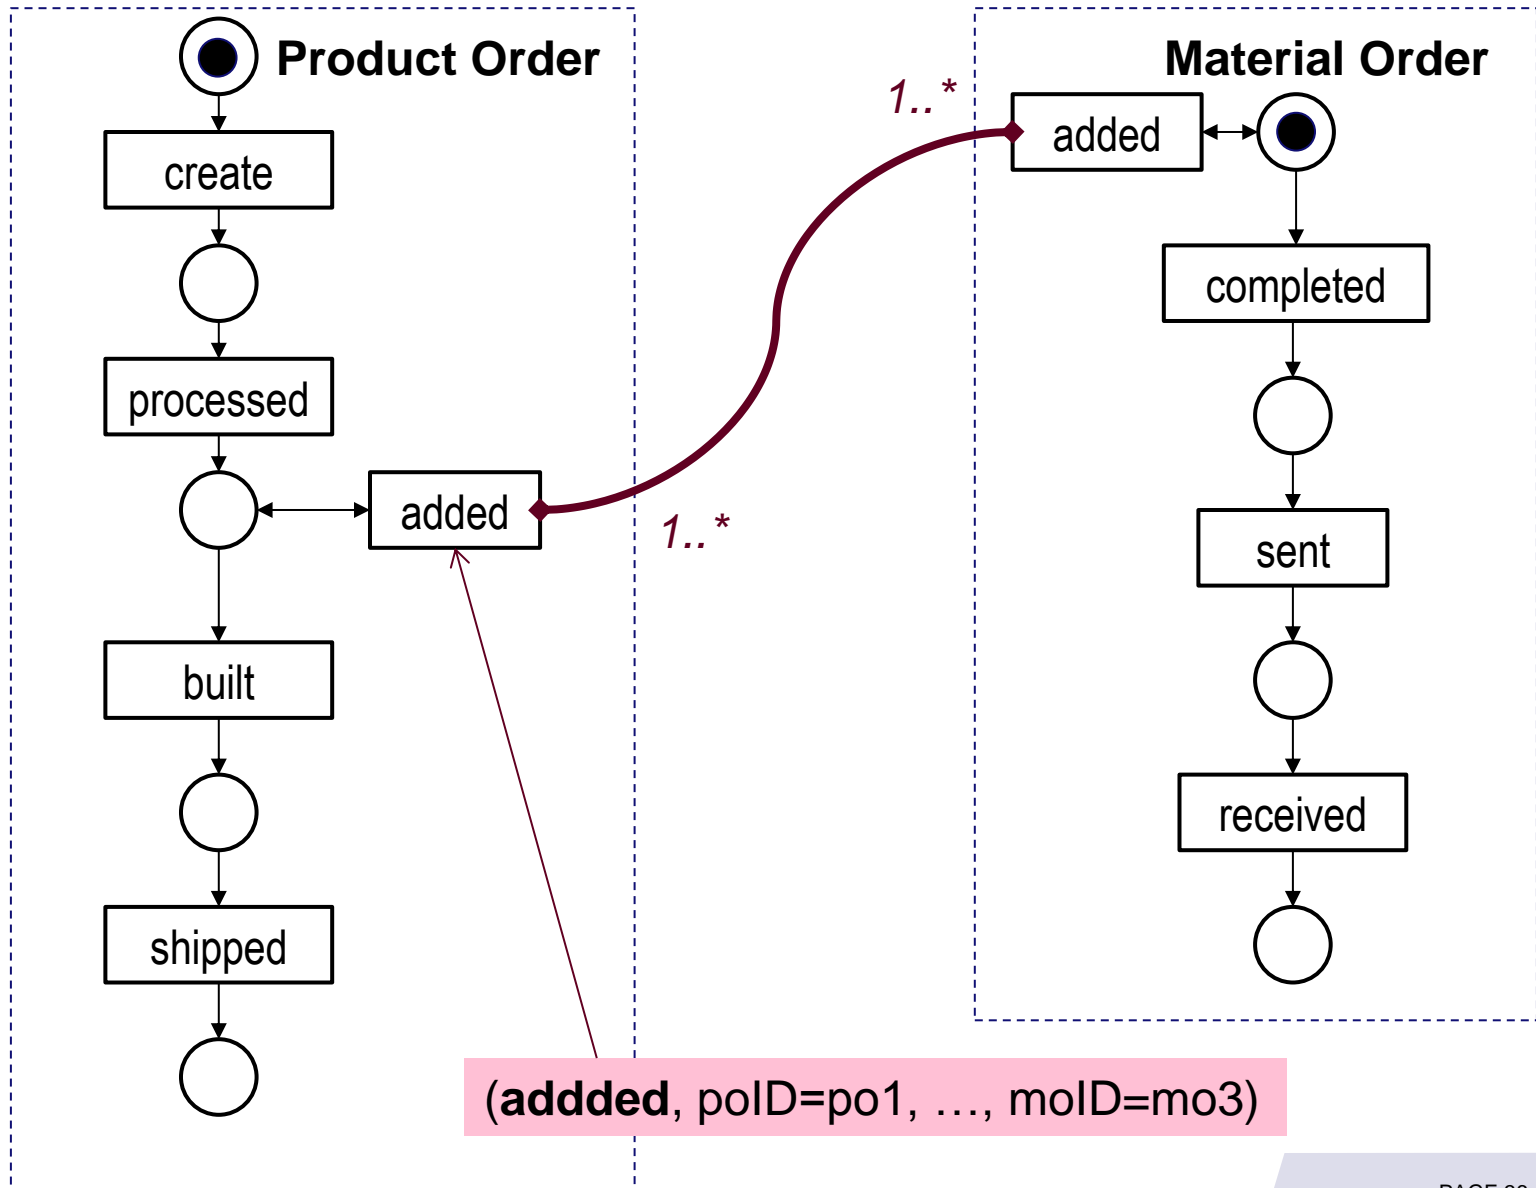 Product Order
create
processed
added
built
shipped
1..*
1..*
Material Order
added
completed
sent
received
(addded, poID=po1, …, moID=mo3)